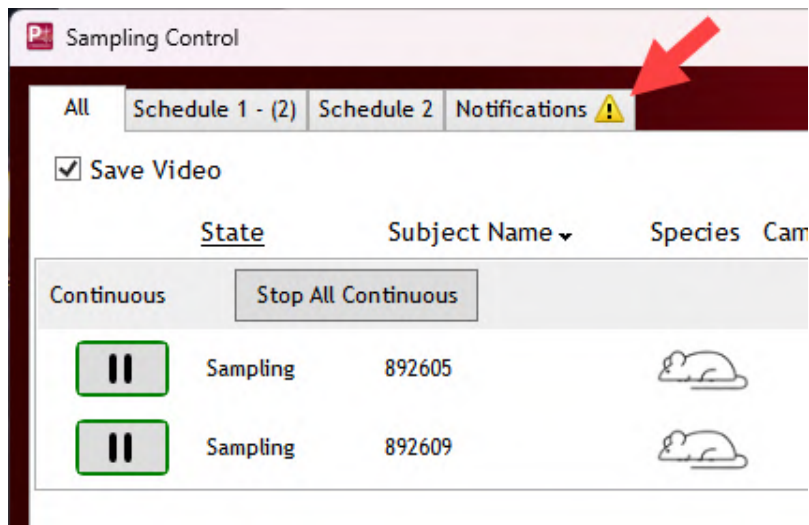 Sampling Control
All Schedule 1 - (2) Schedule 2 Notifications
Save Video
State Subject Name Species Cam
Continuous Stop All Continuous
Sampling 892605
Sampling 892609